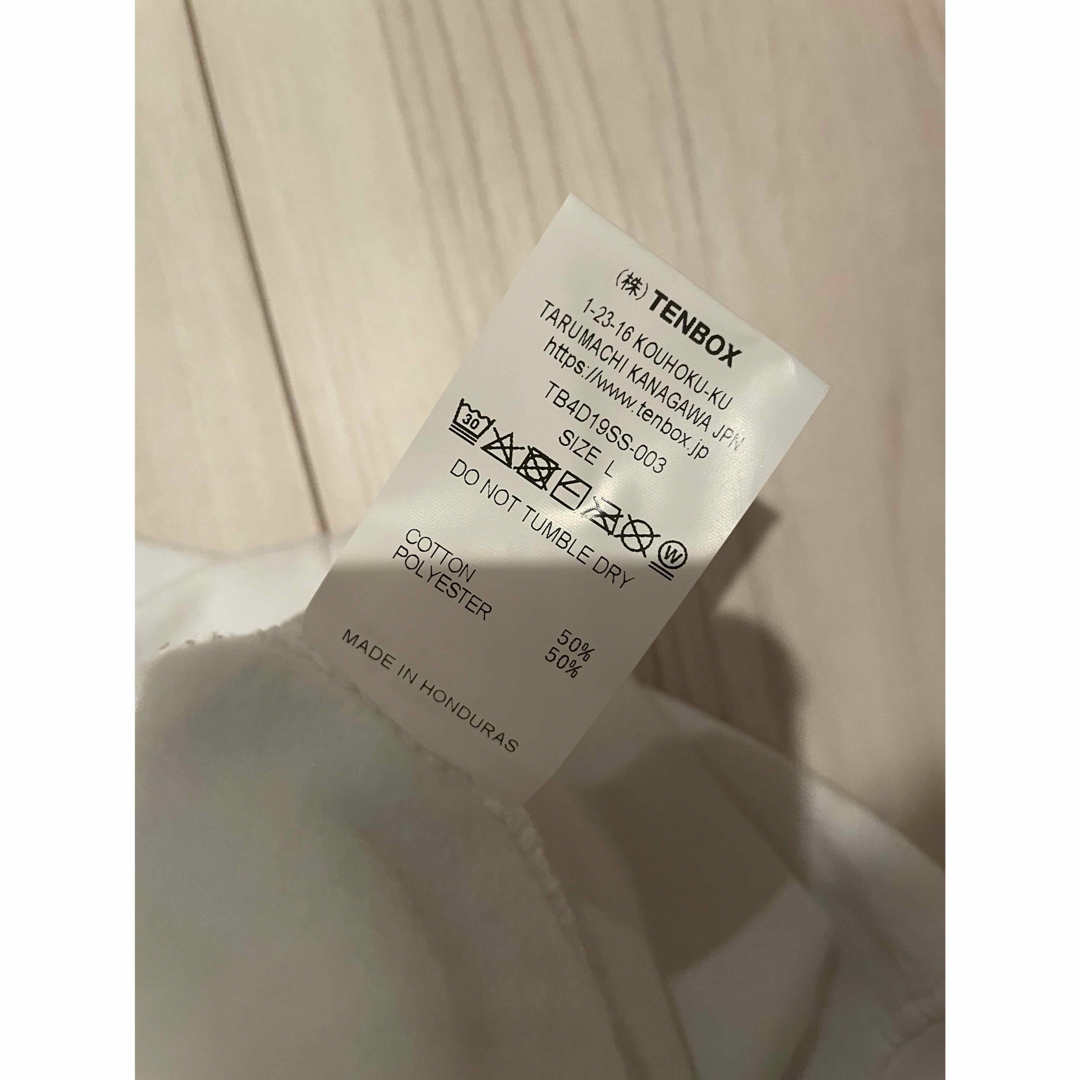 (株) TENBOX
1-23-16 KOUHOKU-KU
TARUMACHI KANAGAWA JPN
https://www.tenbox.jp
TB4D19SS-003
SIZE L
30
W
DO NOT TUMBLE DRY
COTTON 50%
POLYESTER 50%
MADE IN HONDURAS